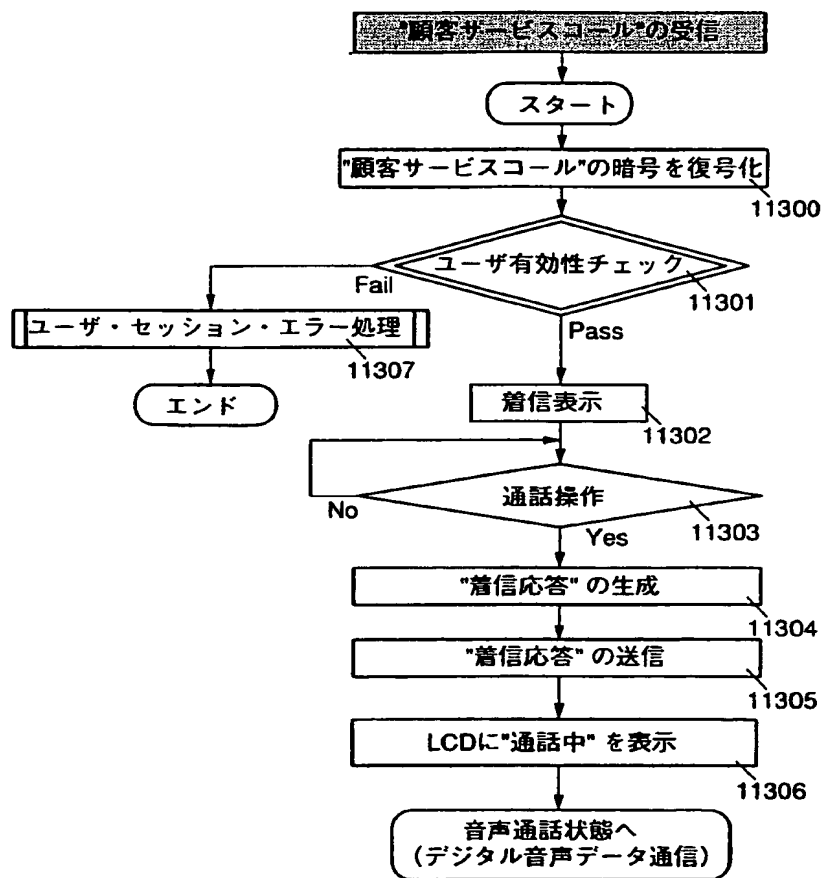 "顧客サービスコール"の受信
スタート
"顧客サービスコール"の暗号を復号化
11300
ユーザ有効性チェック
11301
Fail
Pass
ユーザ・セッション・エラー処理
11307
エンド
着信表示
11302
通話操作
11303
No
Yes
"着信応答" の生成
11304
"着信応答" の送信
11305
LCDに"通話中" を表示
11306
音声通話状態へ
(デジタル音声データ通信)